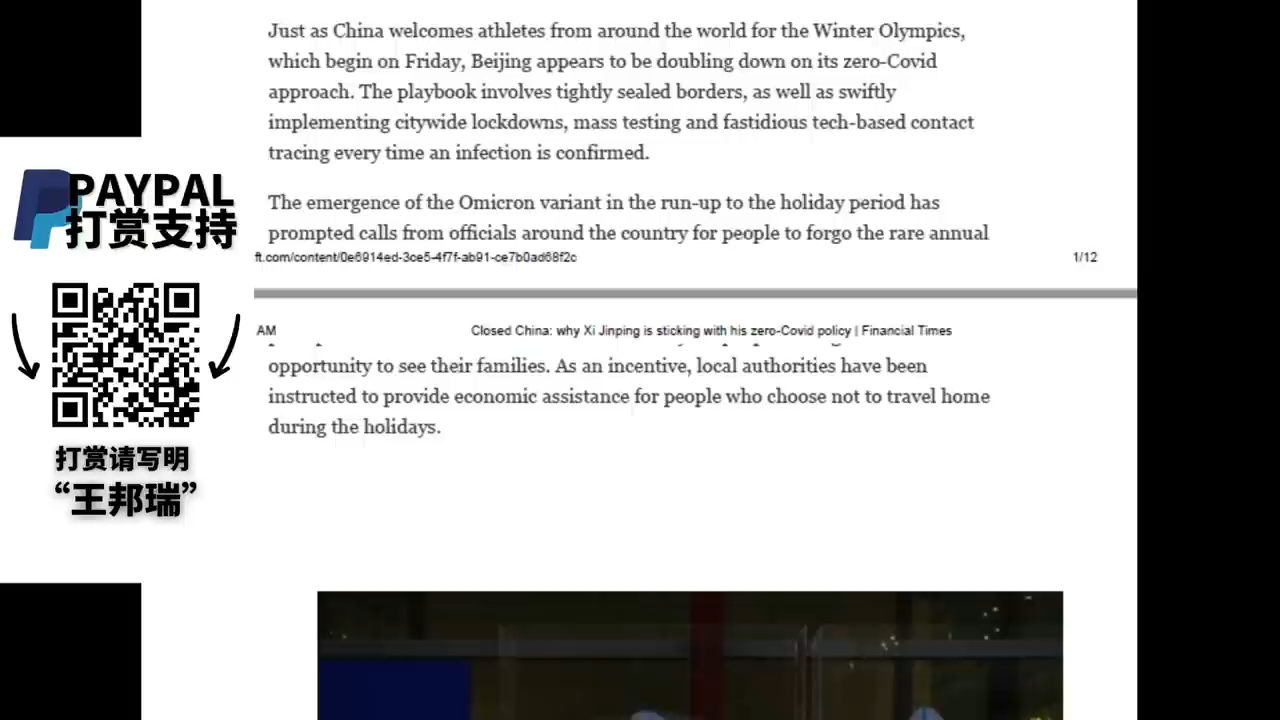 Just as China welcomes athletes from around the world for the Winter Olympics,
which begin on Friday, Beijing appears to be doubling down on its zero-Covid
approach. The playbook involves tightly sealed borders, as well as swiftly
implementing citywide lockdowns, mass testing and fastidious tech-based contact
tracing every time an infection is confirmed.
The emergence of the Omicron variant in the run-up to the holiday period has
prompted calls from officials around the country for people to forgo the rare annual
ft.com/content/0e6914ed-3ce5-4f7f-ab91-ce7b0ad68f2c 1/12
AM Closed China: why Xi Jinping is sticking with his zero-Covid policy | Financial Times
opportunity to see their families. As an incentive, local authorities have been
instructed to provide economic assistance for people who choose not to travel home
during the holidays.
PAYPAL
打赏支持
打赏请写明
“王邦瑞”